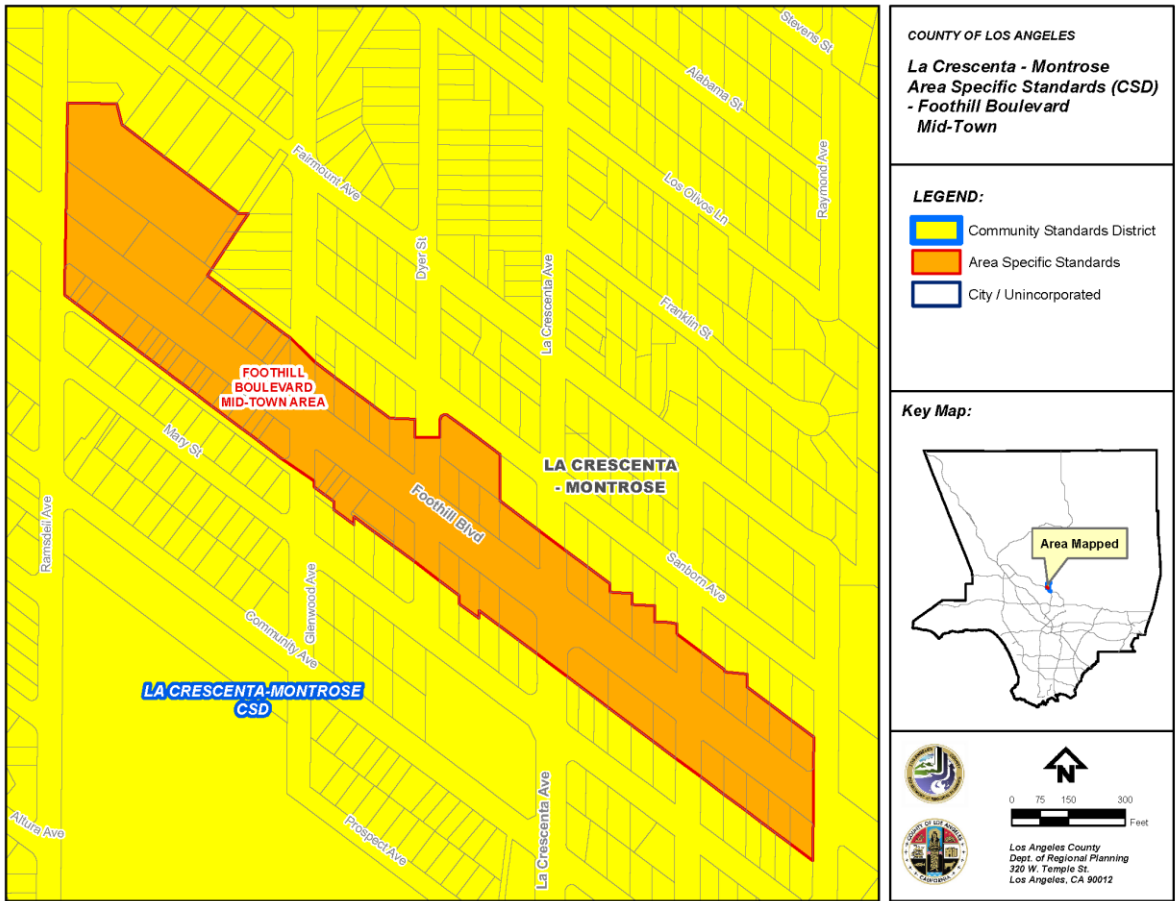 Stevens St
Alabama St
Raymond Ave
Fairmount Ave
Los Olivos Ln
Dyer St
La Crescenta Ave
Franklin St
FOOTHILL
BOULEVARD
MID-TOWN AREA
Mary St
LA CRESCENTA
- MONTROSE
Foothill Blvd
Ramsdell Ave
Sanborn Ave
Glenwood Ave
Community Ave
LA CRESCENTA-MONTROSE
CSD
Altura Ave
Prospect Ave
La Crescenta Ave
COUNTY OF LOS ANGELES
La Crescenta - Montrose
Area Specific Standards (CSD)
- Foothill Boulevard
Mid-Town
LEGEND:
Community Standards District
Area Specific Standards
City / Unincorporated
Key Map:
Area Mapped
N
0 75 150 300
Feet
Los Angeles County
Dept. of Regional Planning
320 W. Temple St.
Los Angeles, CA 90012